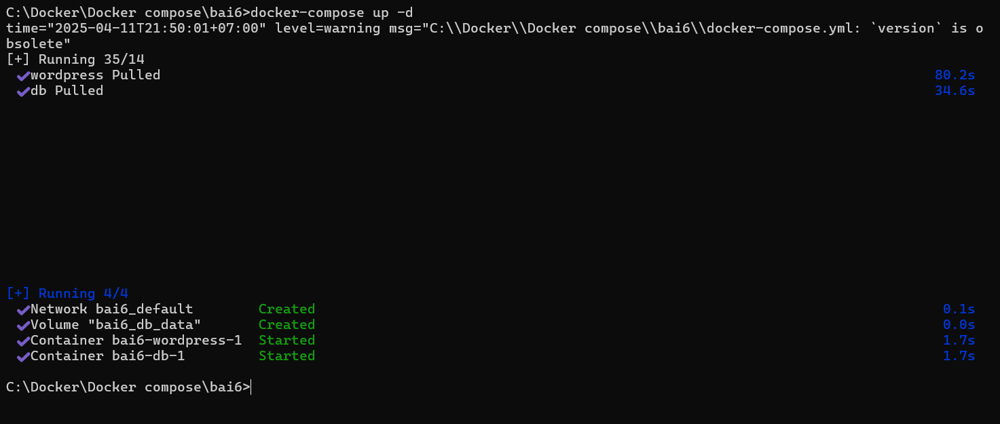 C:\Docker\Docker compose\bai6>docker-compose up -d
time="2025-04-11T21:50:01+07:00" level=warning msg="C:\\Docker\\Docker compose\\bai6\\docker-compose.yml: `version` is o
bsolete"
[+] Running 35/14
✔wordpress Pulled 80.2s
✔db Pulled 34.6s
[+] Running 4/4
✔Network bai6_default Created 0.1s
✔Volume "bai6_db_data" Created 0.0s
✔Container bai6-wordpress-1 Started 1.7s
✔Container bai6-db-1 Started 1.7s
C:\Docker\Docker compose\bai6>